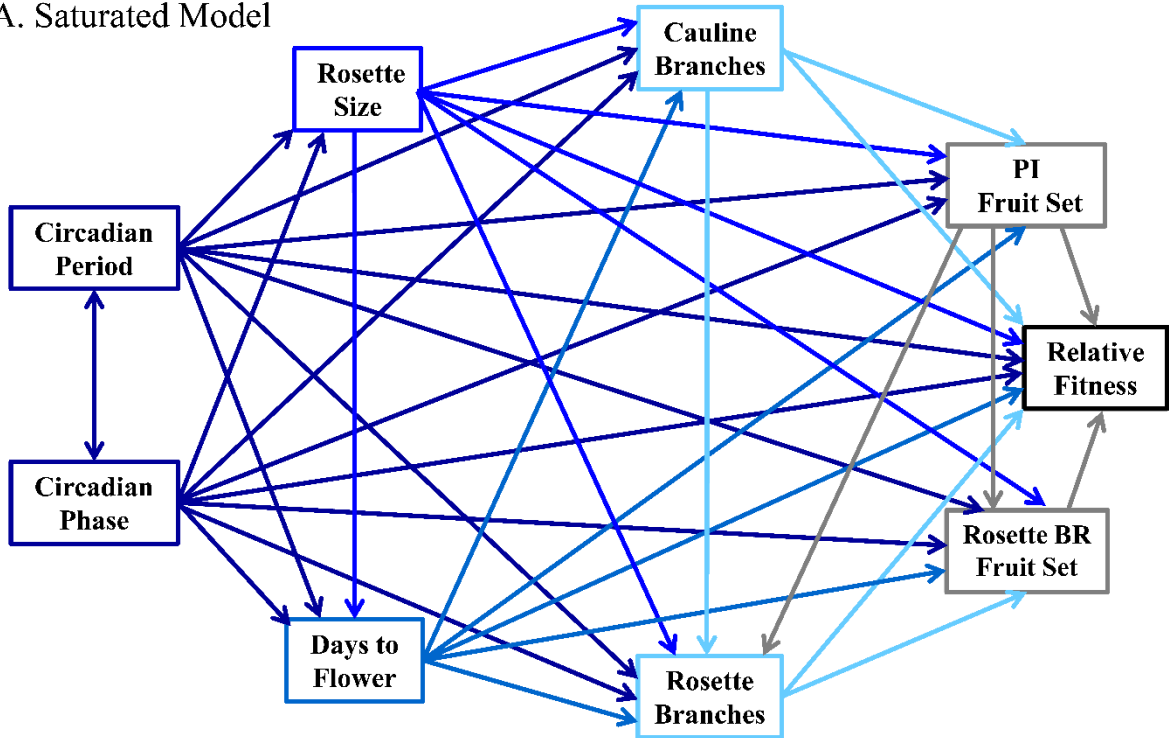 A. Saturated Model
Cauline
Branches
Rosette
Size
PI
Fruit Set
Circadian
Period
Relative
Fitness
Circadian
Phase
Rosette BR
Fruit Set
Days to
Flower
Rosette
Branches